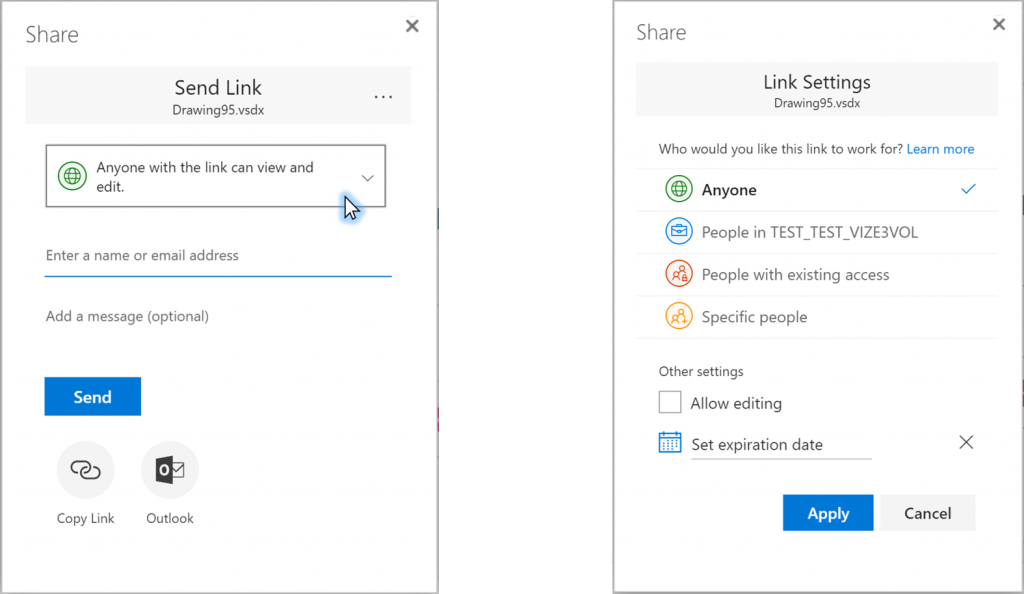 Share
Send Link
Drawing95.vsdx
Anyone with the link can view and
edit.
Enter a name or email address
Add a message (optional)
Send
Copy Link
Outlook
Share
Link Settings
Drawing95.vsdx
Who would you like this link to work for? Learn more
Anyone
People in TEST_TEST_VIZE3VOL
People with existing access
Specific people
Other settings
Allow editing
Set expiration date
Apply
Cancel